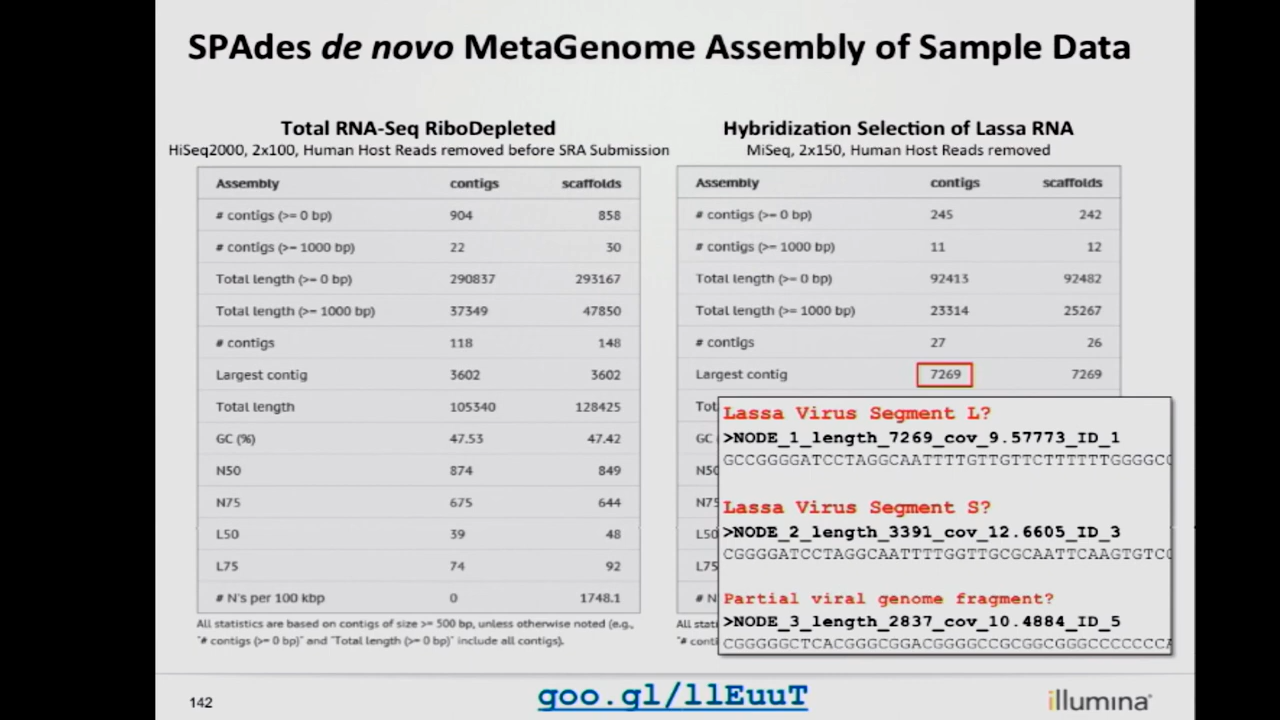 SPAdes de novo MetaGenome Assembly of Sample Data
Total RNA-Seq RiboDepleted
HiSeq2000, 2x100, Human Host Reads removed before SRA Submission
Assembly contigs scaffolds
# contigs (>= 0 bp) 904 858
# contigs (>= 1000 bp) 22 30
Total length (>= 0 bp) 290837 293167
Total length (>= 1000 bp) 37349 47850
# contigs 118 148
Largest contig 3602 3602
Total length 105340 128425
GC (%) 47.53 47.42
N50 874 849
N75 675 644
L50 39 48
L75 74 92
# N's per 100 kbp 0 1748.1
All statistics are based on contigs of size >= 500 bp, unless otherwise noted (e.g.,
"# contigs (>= 0 bp)" and "Total length (>= 0 bp)" include all contigs).
Hybridization Selection of Lassa RNA
MiSeq, 2x150, Human Host Reads removed
Assembly contigs scaffolds
# contigs (>= 0 bp) 245 242
# contigs (>= 1000 bp) 11 12
Total length (>= 0 bp) 92413 92482
Total length (>= 1000 bp) 23314 25267
# contigs 27 26
Largest contig 7269 7269
Tot
GC
N50
N75
L50
L75
# N
All stati
"# conti
Lassa Virus Segment L?
>NODE_1_length_7269_cov_9.57773_ID_1
GCCGGGGATCCTAGGCAATTTTGTTGTTCTTTTTTGGGGCC
Lassa Virus Segment S?
>NODE_2_length_3391_cov_12.6605_ID_3
CGGGGATCCTAGGCAATTTTGGTTGCGCAATTCAAGTGTCC
Partial viral genome fragment?
>NODE_3_length_2837_cov_10.4884_ID_5
CGGGGGCTCACGGGCGGACGGGGCCGCGGCGGGCCCCCCCA
142
goo.gl/llEuuT
illumina